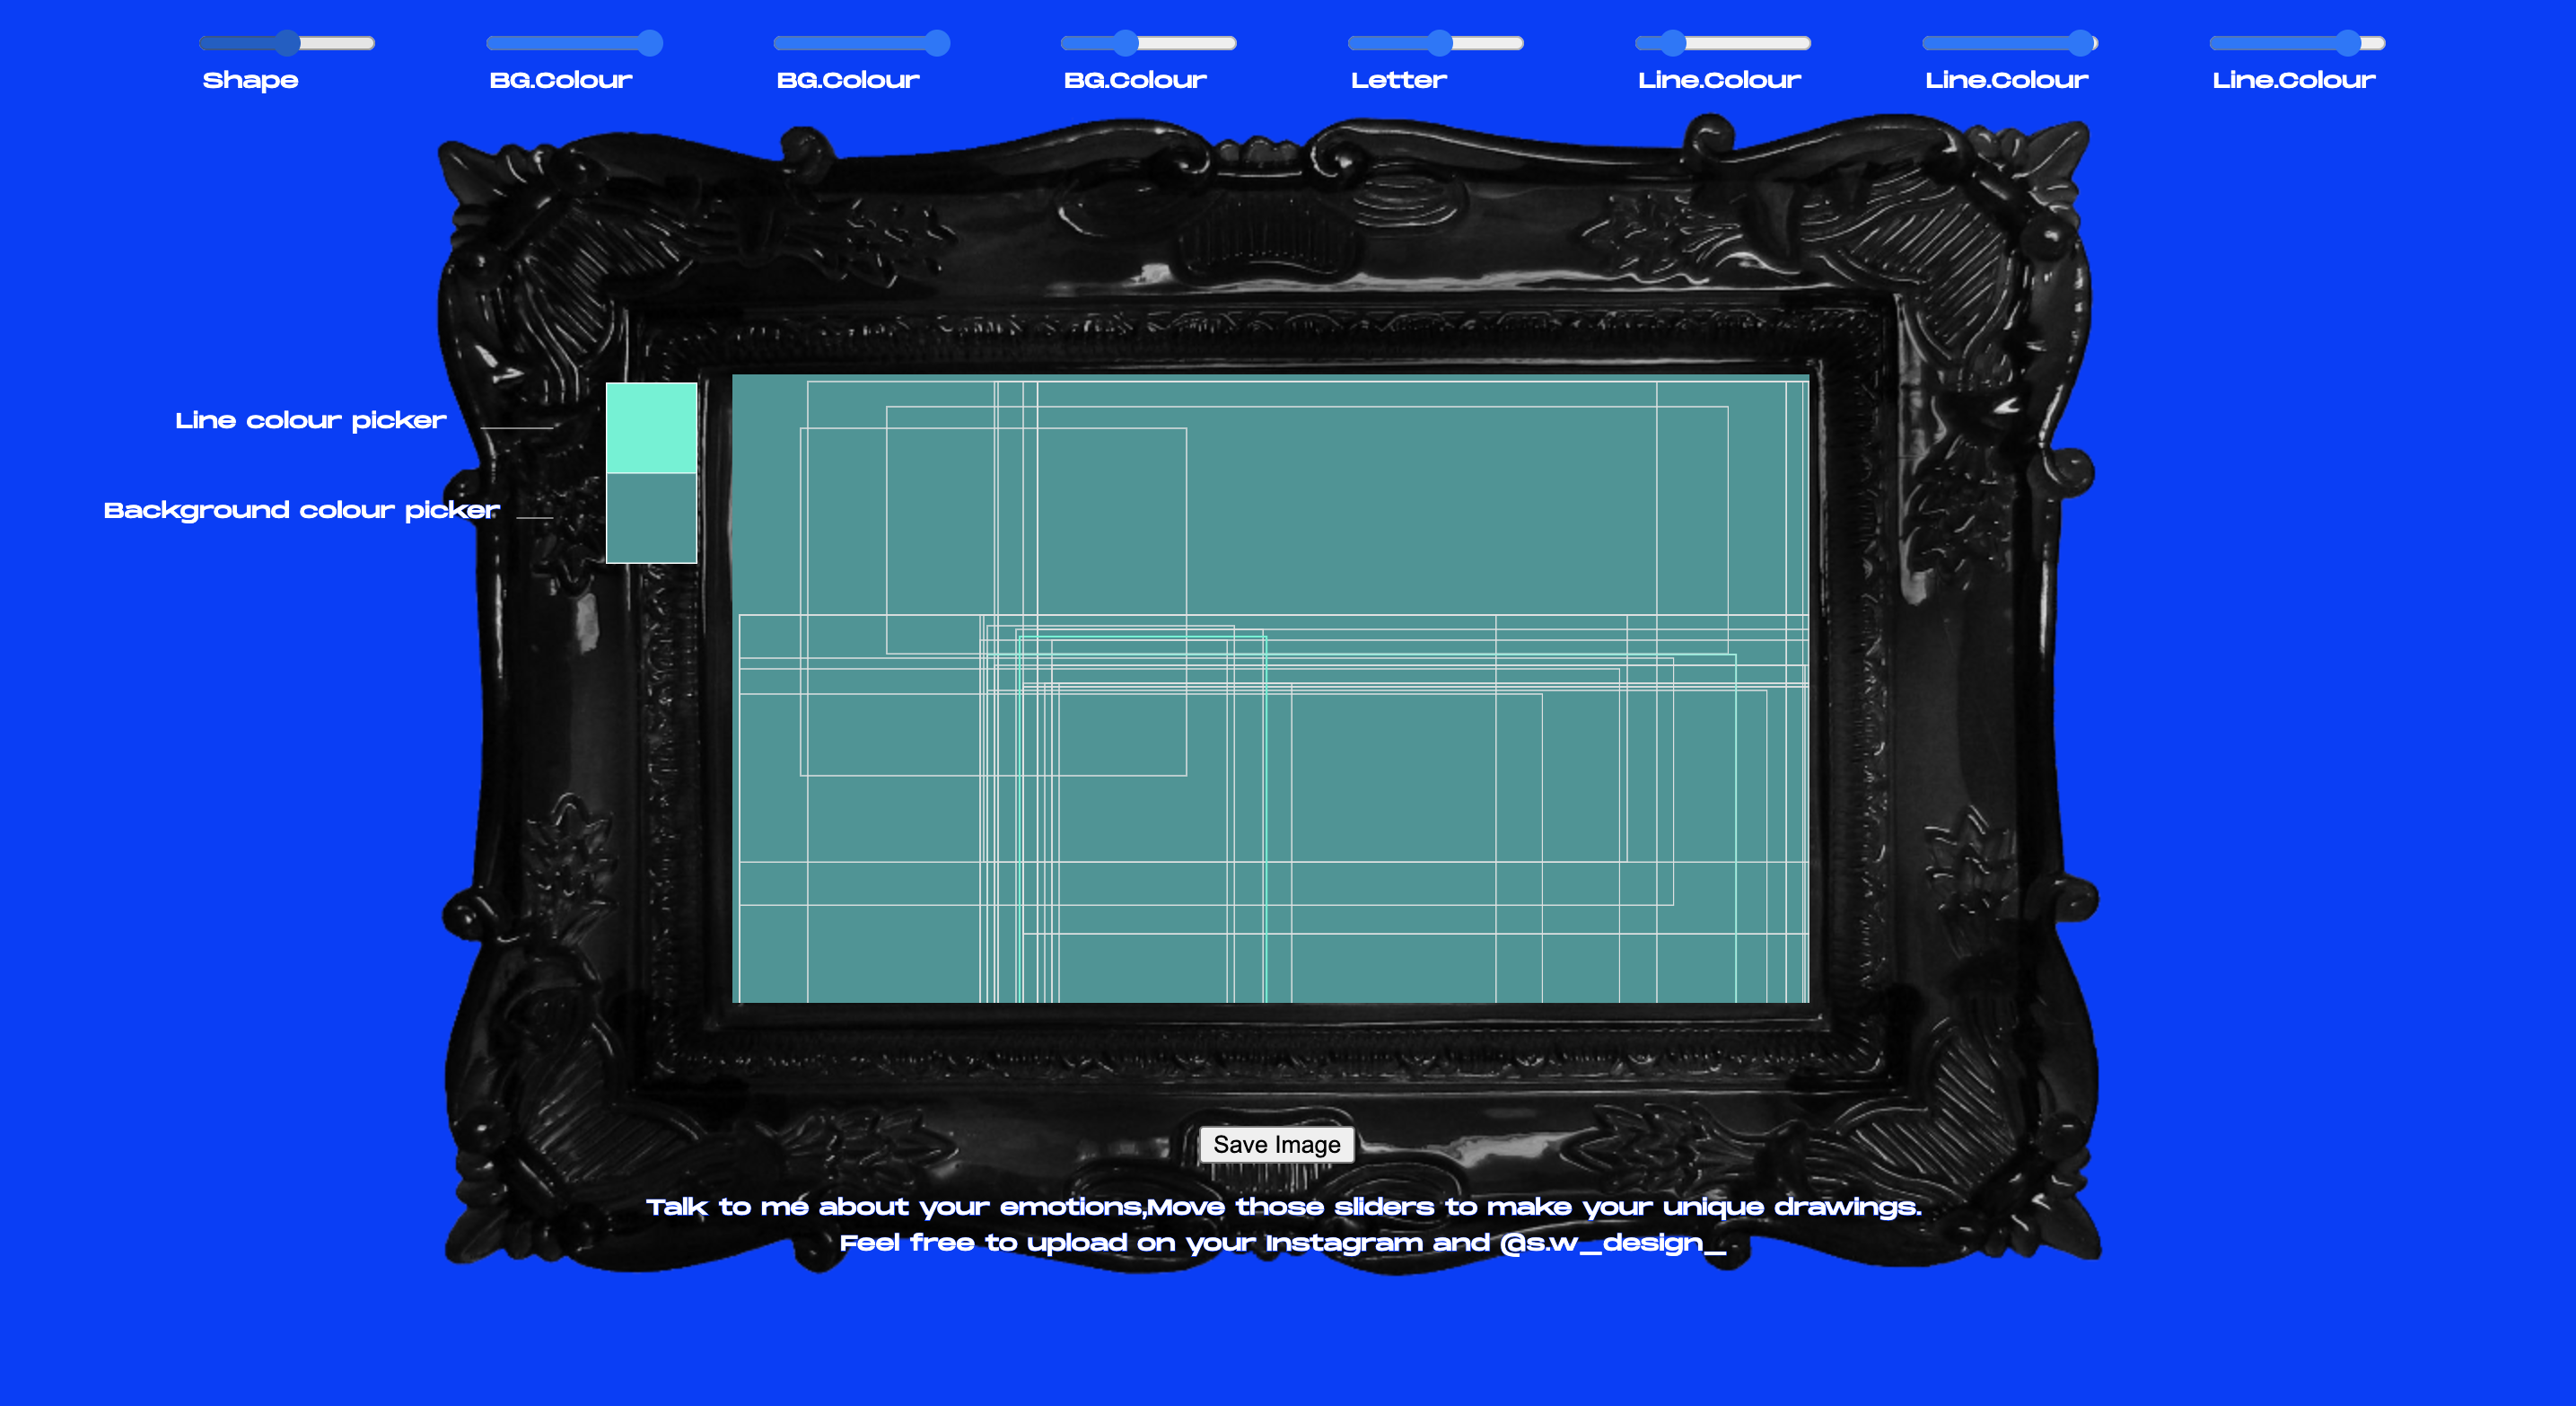 Shape
BG.Colour
BG.Colour
BG.Colour
Letter
Line.Colour
Line.Colour
Line.Colour
Line colour picker
Background colour picker
Save Image
Talk to me about your emotions,Move those sliders to make your unique drawings.
Feel free to upload on your Instagram and @s.w_design_